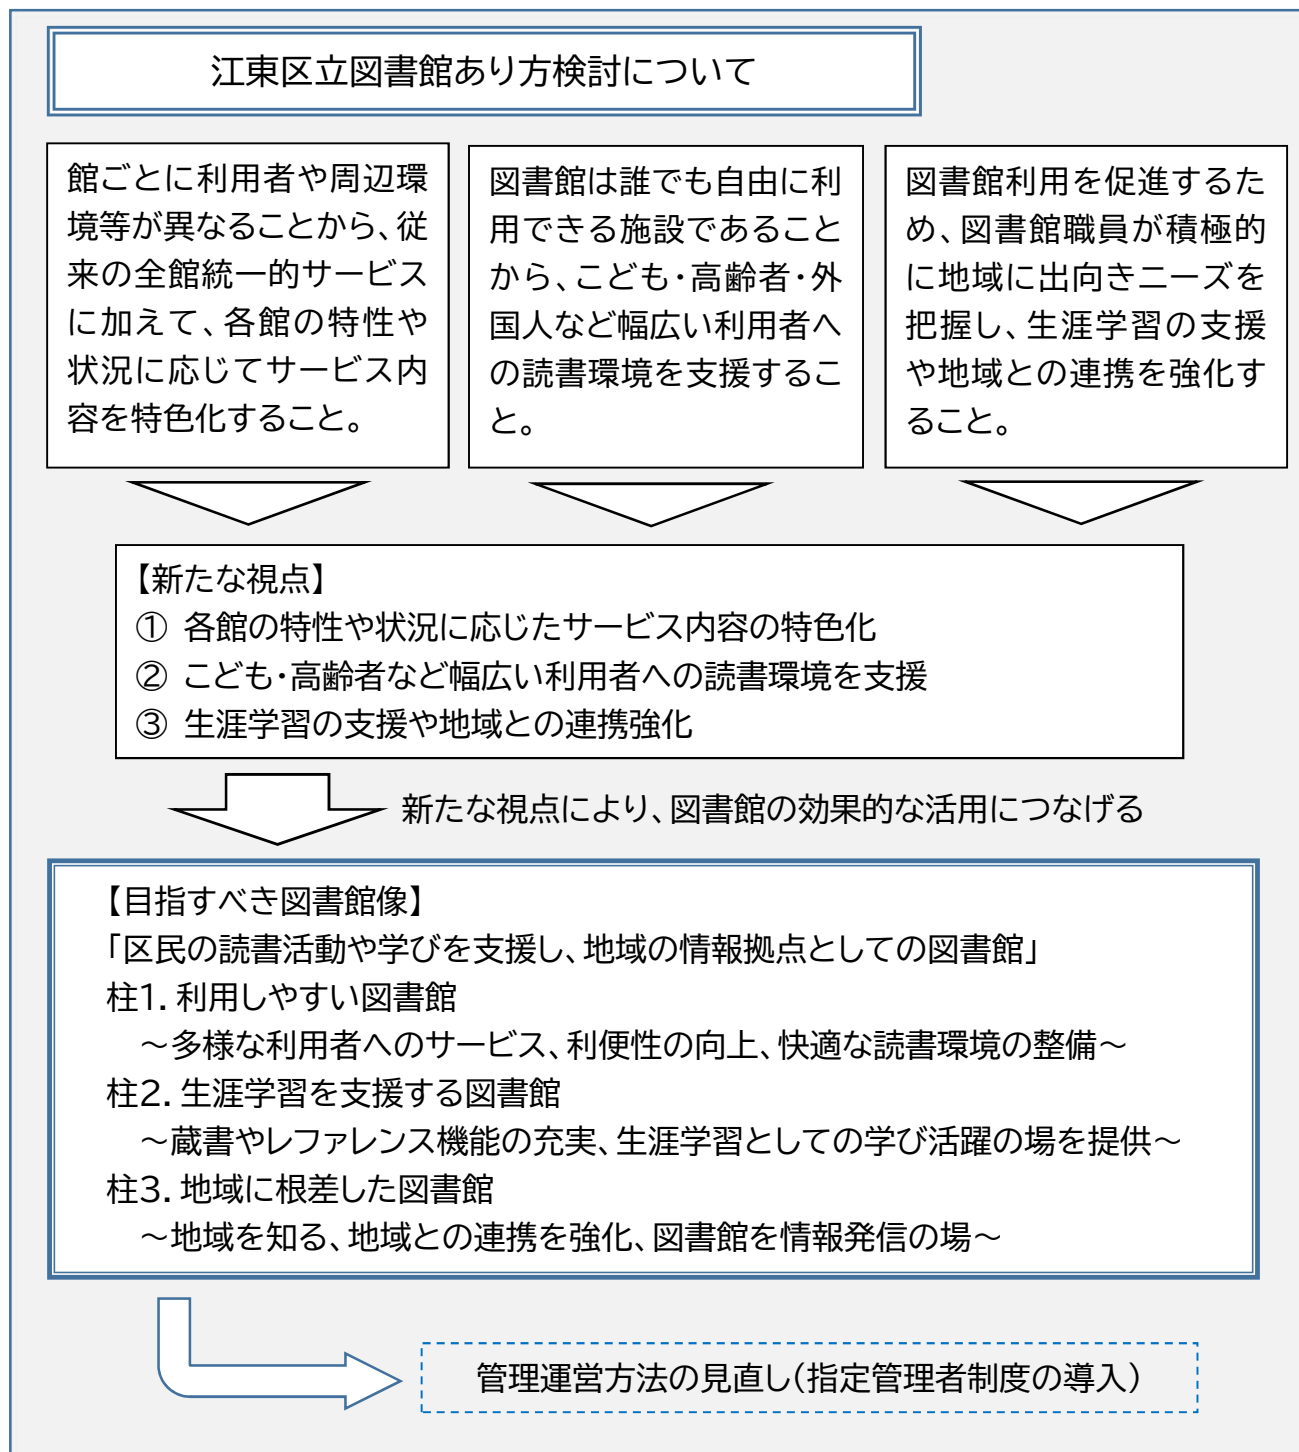 江東区立図書館あり方検討について
館ごとに利用者や周辺環
境等が異なることから、従
来の全館統一的サービス
に加えて、各館の特性や
状況に応じてサービス内
容を特色化すること。
図書館は誰でも自由に利
用できる施設であること
から、こども・高齢者・外
国人など幅広い利用者へ
の読書環境を支援するこ
と。
図書館利用を促進するた
め、図書館職員が積極的
に地域に出向きニーズを
把握し、生涯学習の支援
や地域との連携を強化す
ること。
【新たな視点】
① 各館の特性や状況に応じたサービス内容の特色化
② こども・高齢者など幅広い利用者への読書環境を支援
③ 生涯学習の支援や地域との連携強化
新たな視点により、図書館の効果的な活用につなげる
【目指すべき図書館像】
「区民の読書活動や学びを支援し、地域の情報拠点としての図書館」
柱1．利用しやすい図書館
～多様な利用者へのサービス、利便性の向上、快適な読書環境の整備～
柱2．生涯学習を支援する図書館
～蔵書やレファレンス機能の充実、生涯学習としての学び活躍の場を提供～
柱3．地域に根差した図書館
～地域を知る、地域との連携を強化、図書館を情報発信の場～
管理運営方法の見直し（指定管理者制度の導入）